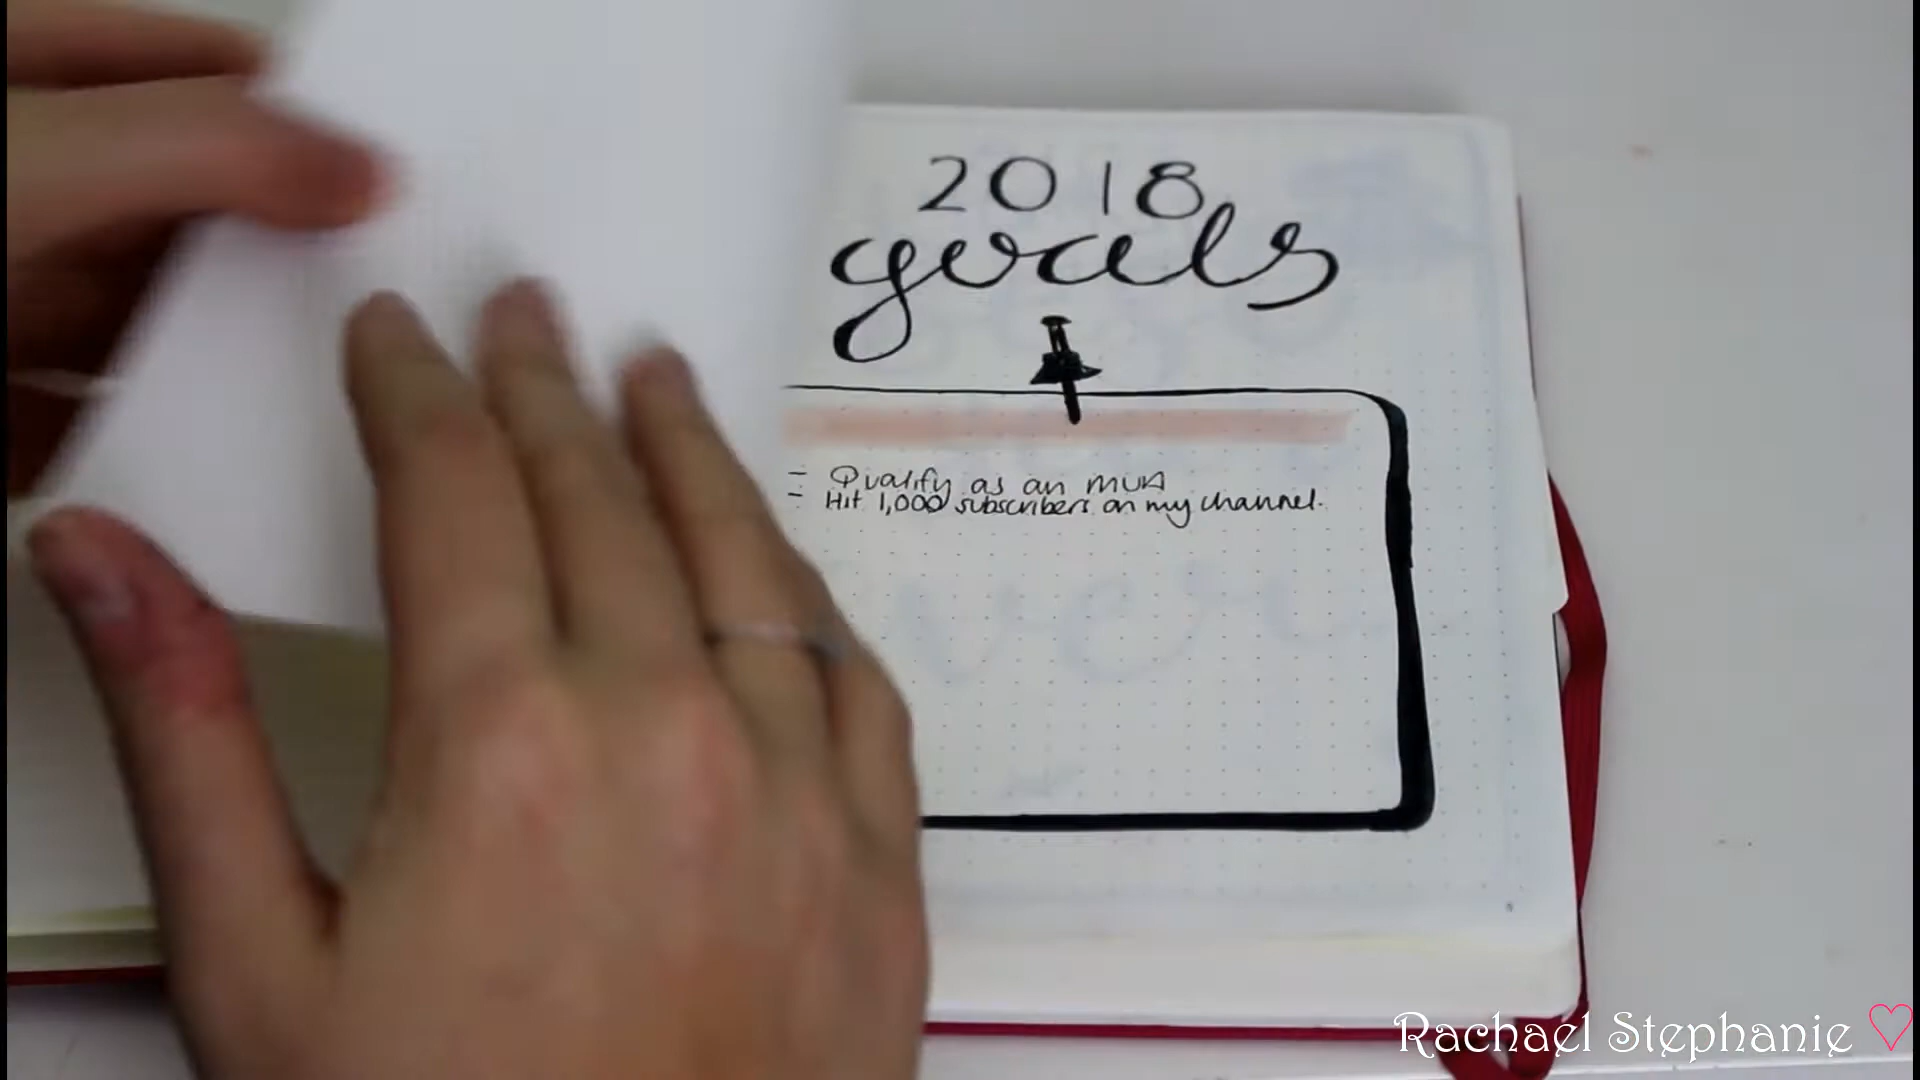 2018
goals
- Qualify as an MUA
- Hit 1,000 subscribers on my channel.
Rachael Stephanie ♡